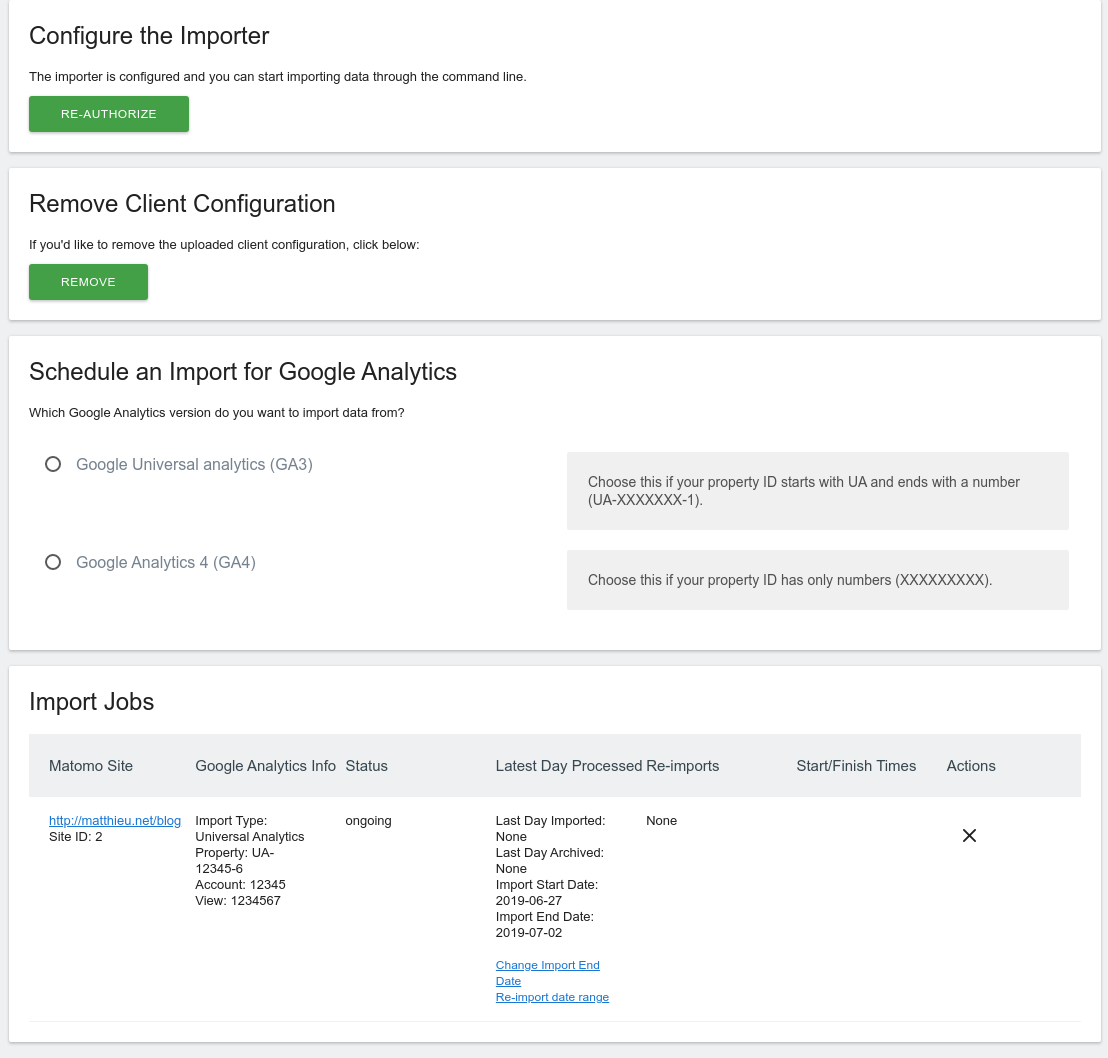 Configure the Importer
The importer is configured and you can start importing data through the command line.
RE-AUTHORIZE
Remove Client Configuration
If you'd like to remove the uploaded client configuration, click below:
REMOVE
Schedule an Import for Google Analytics
Which Google Analytics version do you want to import data from?
Google Universal analytics (GA3)
Choose this if your property ID starts with UA and ends with a number
(UA-XXXXXXX-1).
Google Analytics 4 (GA4)
Choose this if your property ID has only numbers (XXXXXXXXX).
Import Jobs
Matomo Site Google Analytics Info Status Latest Day Processed Re-imports Start/Finish Times Actions
http://matthieu.net/blog
Site ID: 2
Import Type:
Universal Analytics
Property: UA-
12345-6
Account: 12345
View: 1234567
ongoing
Last Day Imported:
None
Last Day Archived:
None
Import Start Date:
2019-06-27
Import End Date:
2019-07-02
Change Import End
Date
Re-import date range
None